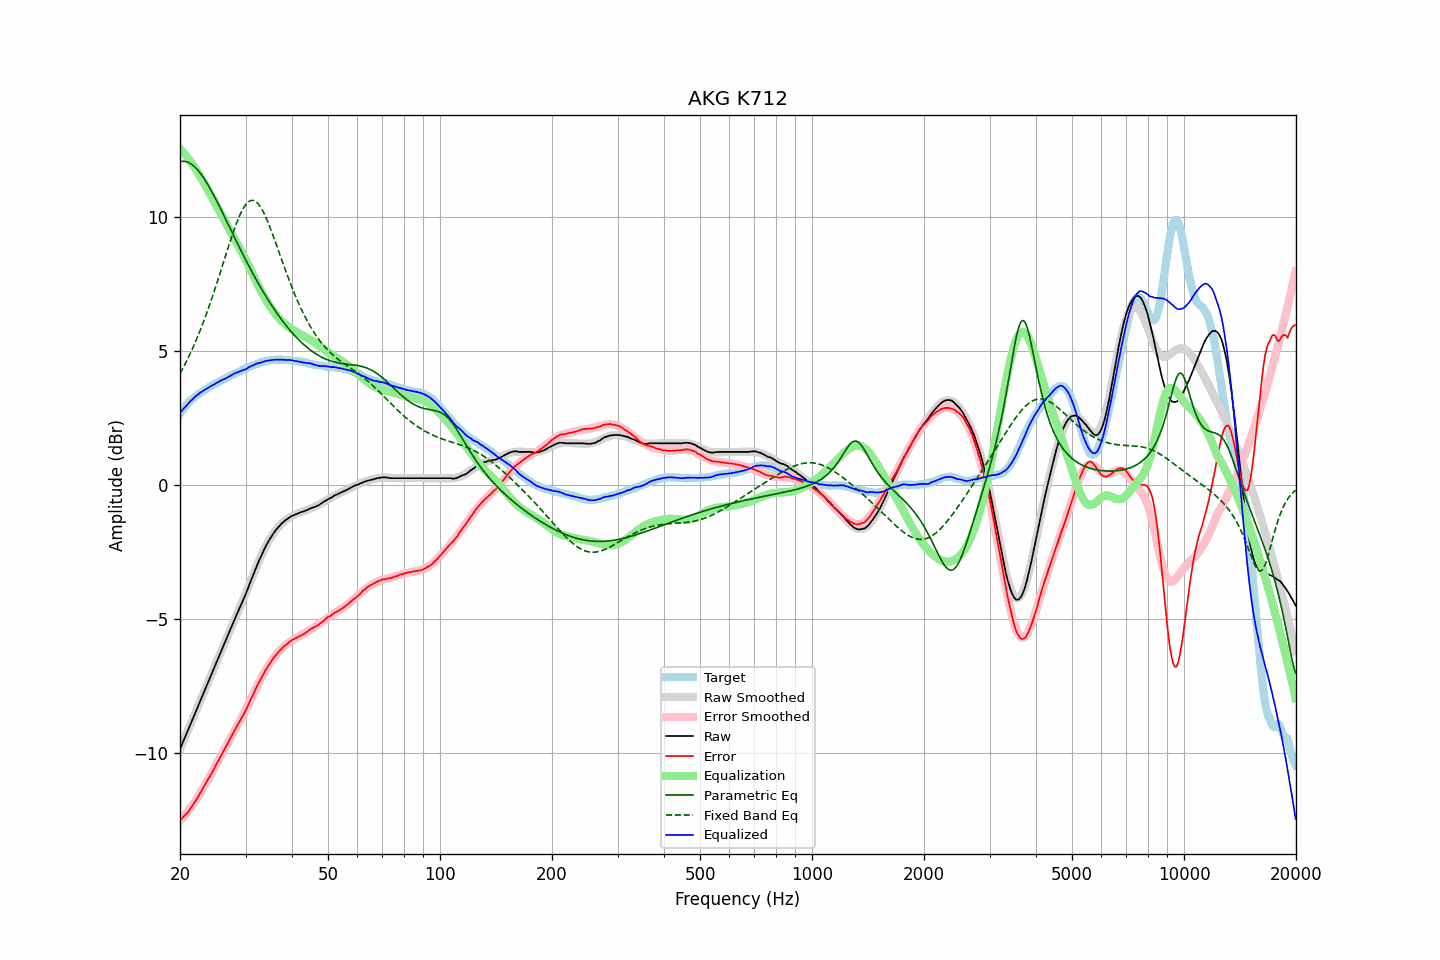 AKG K712
Amplitude (dBr)
10
5
0
−5
−10
Target
Raw Smoothed
Error Smoothed
Raw
Error
Equalization
Parametric Eq
Fixed Band Eq
Equalized
20 50 100 200 500 1000 2000 5000 10000 20000
Frequency (Hz)